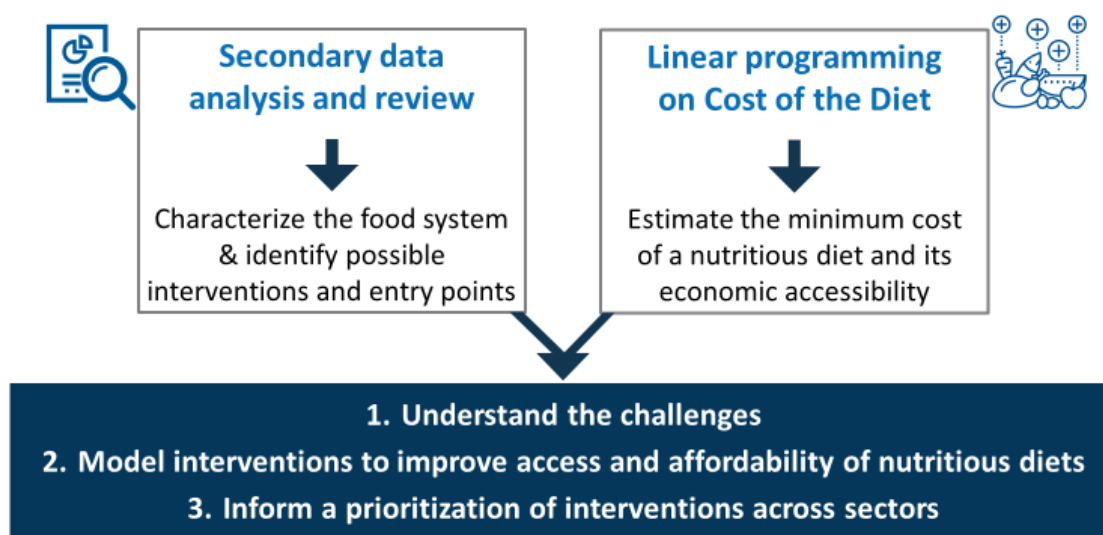 Secondary data
analysis and review
Characterize the food system
& identify possible
interventions and entry points
Linear programming
on Cost of the Diet
Estimate the minimum cost
of a nutritious diet and its
economic accessibility
1. Understand the challenges
2. Model interventions to improve access and affordability of nutritious diets
3. Inform a prioritization of interventions across sectors